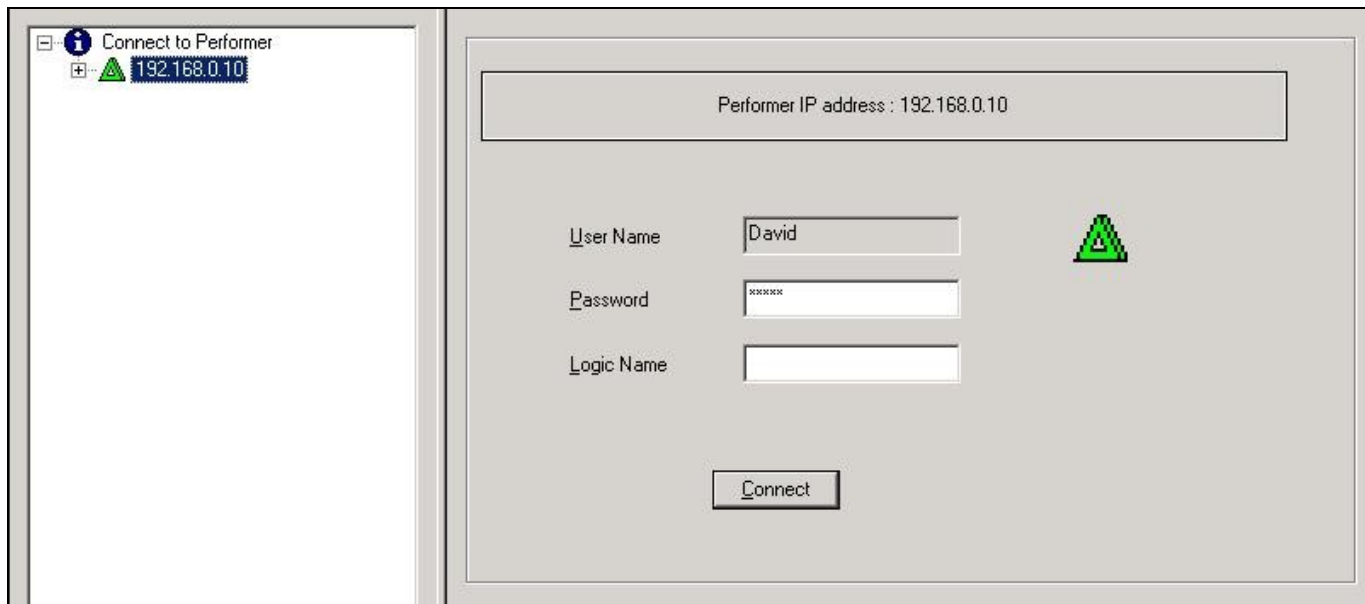 Connect to Performer
192.168.0.10
Performer IP address : 192.168.0.10
User Name
David
Password
*****
Logic Name
Connect